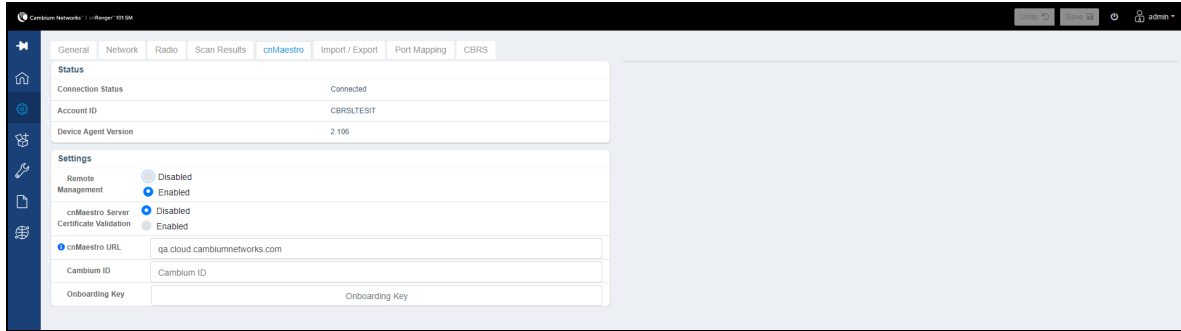 Cambium Networks | cnRanger 101 SM
Undo Save admin
General Network Radio Scan Results cnMaestro Import / Export Port Mapping CBRS
Status
Connection Status Connected
Account ID CBRSLTESIT
Device Agent Version 2.106
Settings
Remote Management Disabled
Enabled
cnMaestro Server Certificate Validation Disabled
Enabled
cnMaestro URL qa.cloud.cambiumnetworks.com
Cambium ID Cambium ID
Onboarding Key Onboarding Key